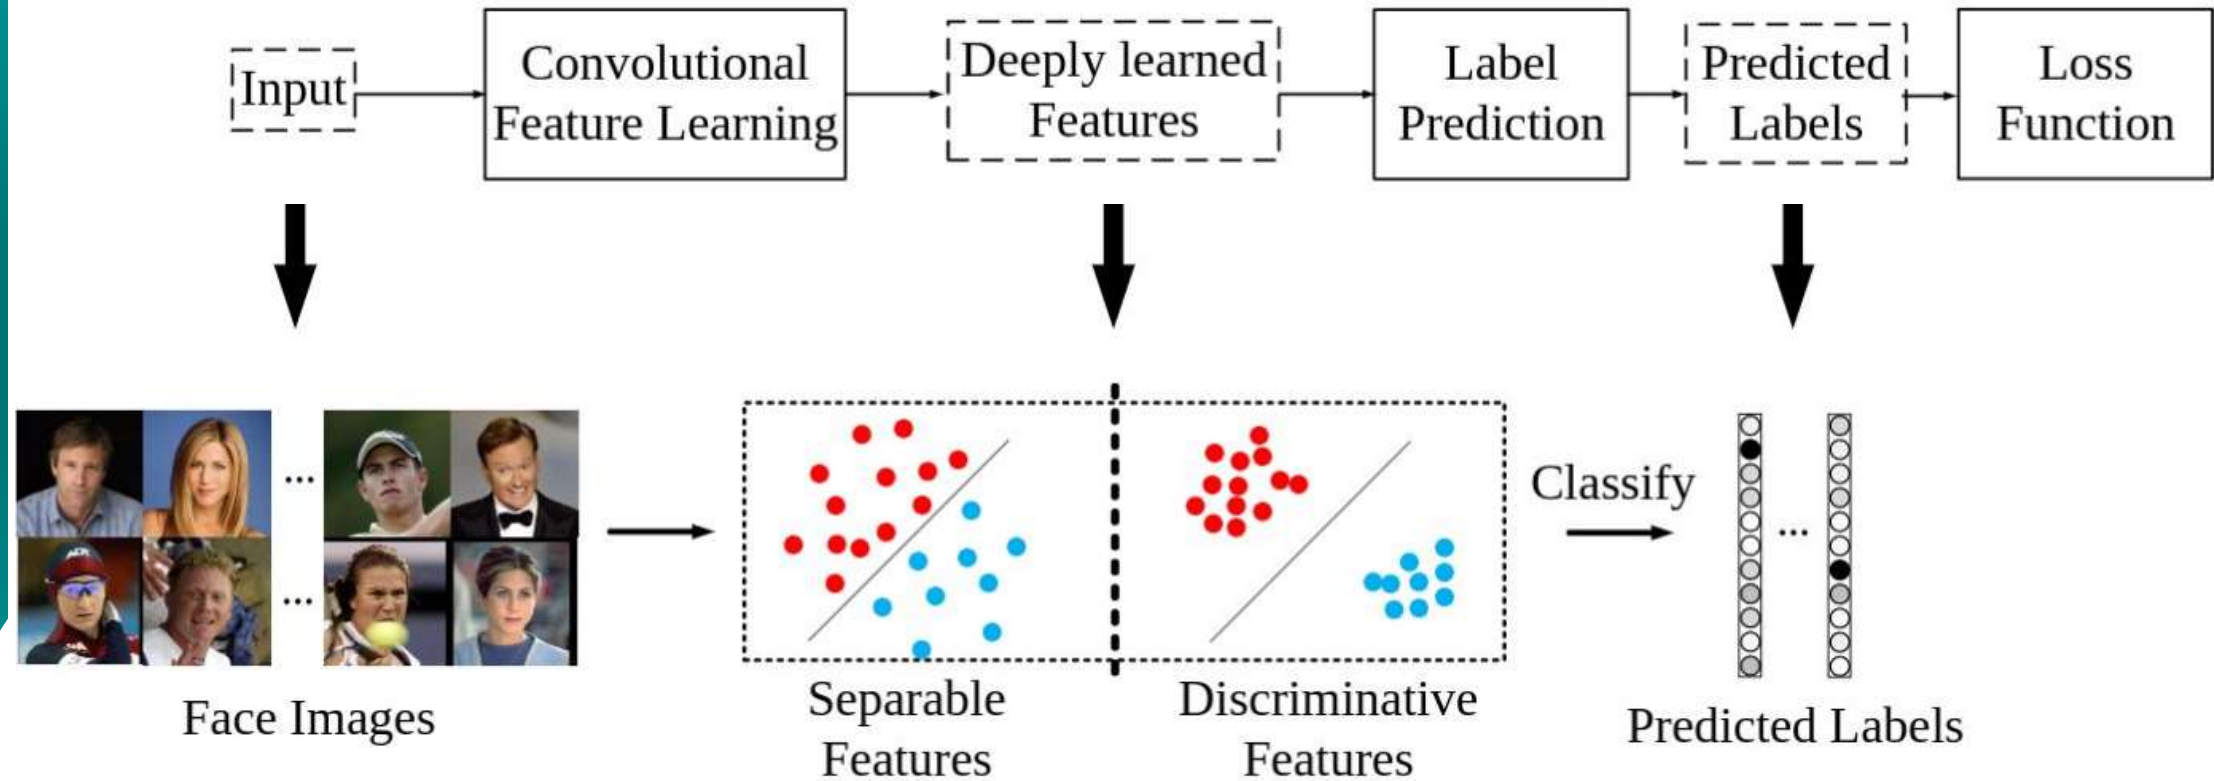 Input
Convolutional
Feature Learning
Deeply learned
Features
Label
Prediction
Predicted
Labels
Loss
Function
...
...
Classify
...
Face Images
Separable
Features
Discriminative
Features
Predicted Labels